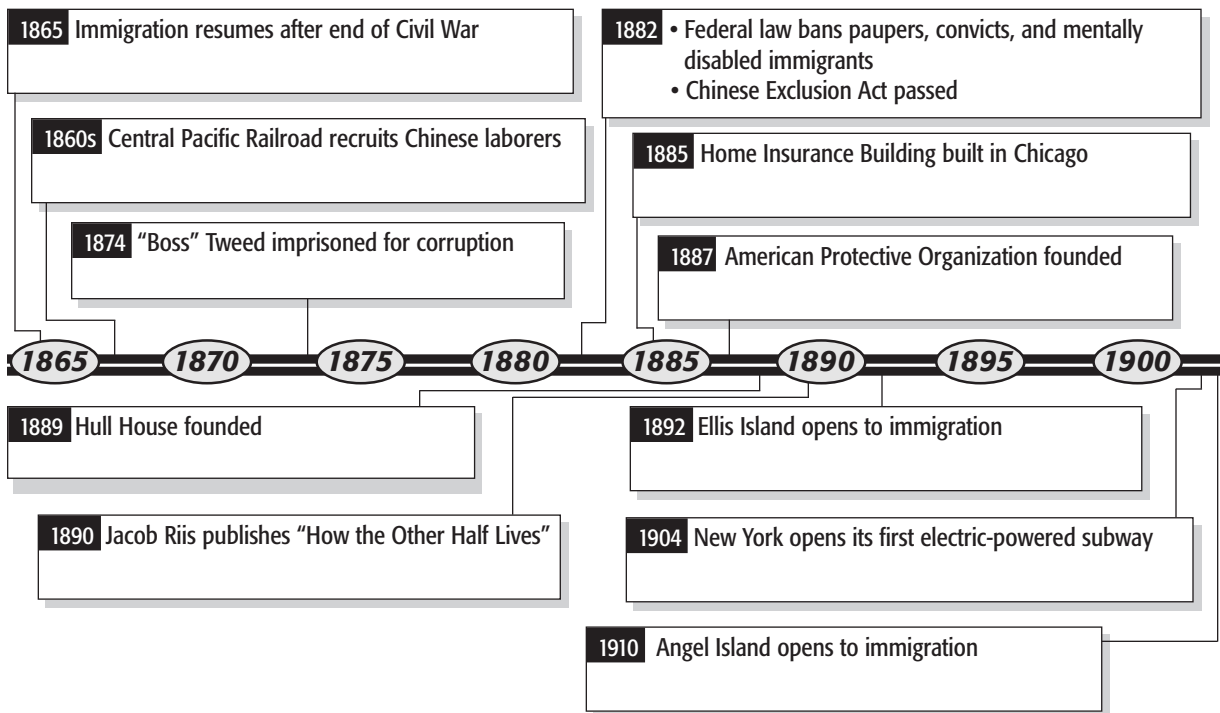 1865 Immigration resumes after end of Civil War
1860s Central Pacific Railroad recruits Chinese laborers
1874 “Boss” Tweed imprisoned for corruption
1882 • Federal law bans paupers, convicts, and mentally
disabled immigrants
• Chinese Exclusion Act passed
1885 Home Insurance Building built in Chicago
1887 American Protective Organization founded
1865 1870 1875 1880 1885 1890 1895 1900
1889 Hull House founded
1890 Jacob Riis publishes “How the Other Half Lives”
1892 Ellis Island opens to immigration
1904 New York opens its first electric-powered subway
1910 Angel Island opens to immigration